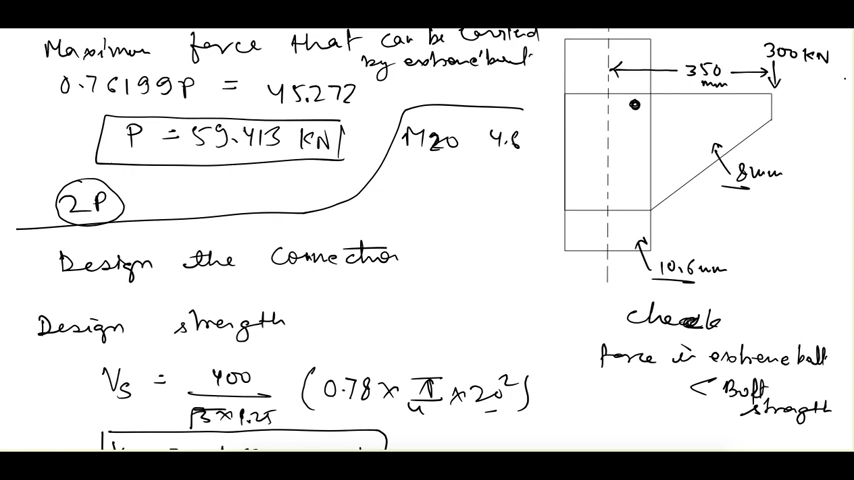 Maximum force that can be carried
by extreme bolt
0.76199P = 45.272
P = 59.413 KN
M20 4.6
2P
Design the connection
Design strength
Vs = 400 / √3 × 1.25 (0.78 × π/4 × 20²)
300 KN
350
mm
8mm
10.6mm
check
force in extreme bolt
< Bolt
strength